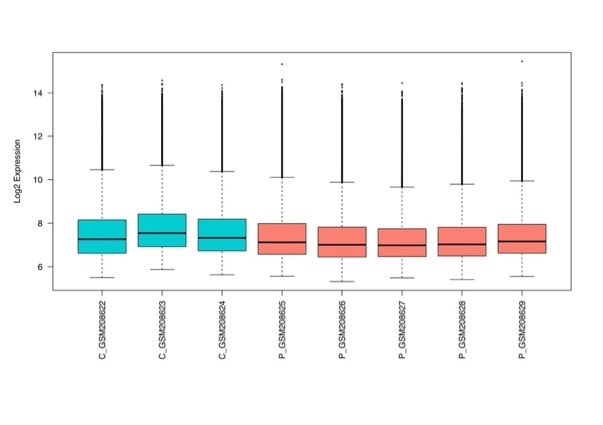 Log2 Expression
14
12
10
8
6
C_GSM208622
C_GSM208623
C_GSM208624
P_GSM208625
P_GSM208626
P_GSM208627
P_GSM208628
P_GSM208629